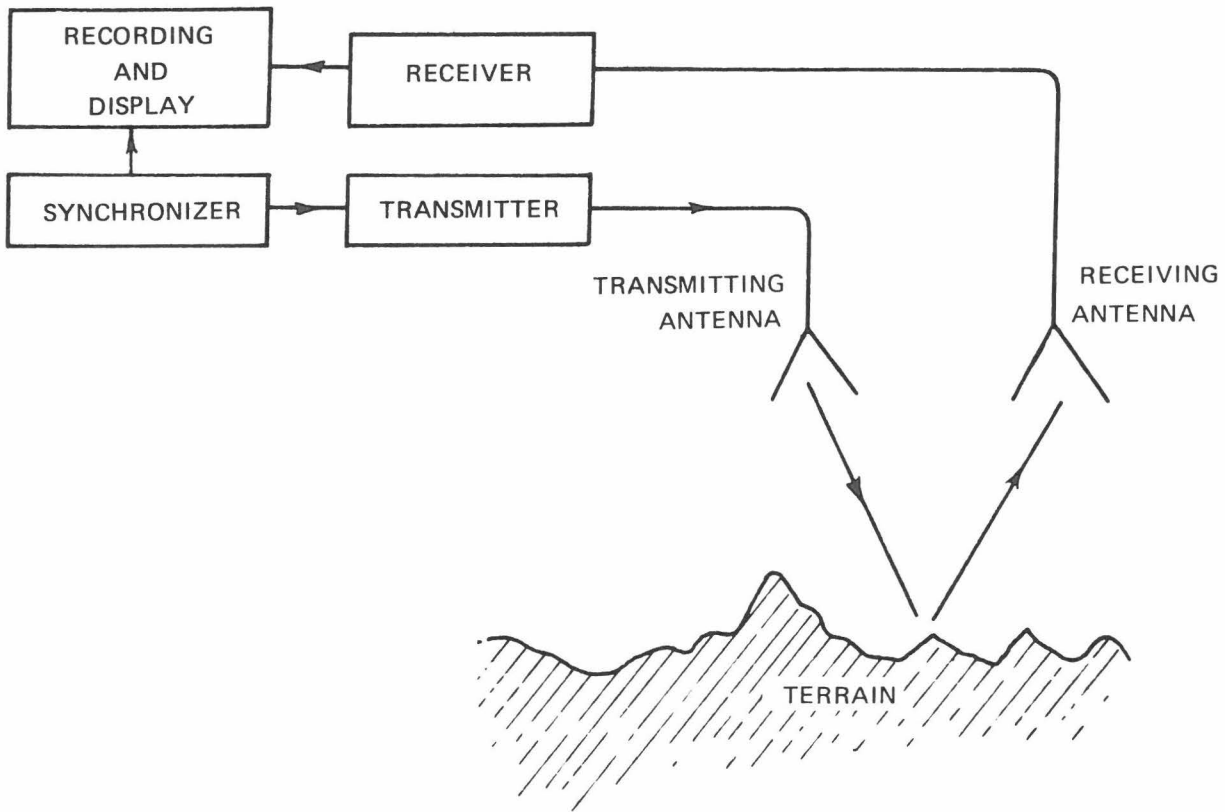 RECORDING
AND
DISPLAY
RECEIVER
SYNCHRONIZER
TRANSMITTER
TRANSMITTING
ANTENNA
RECEIVING
ANTENNA
TERRAIN